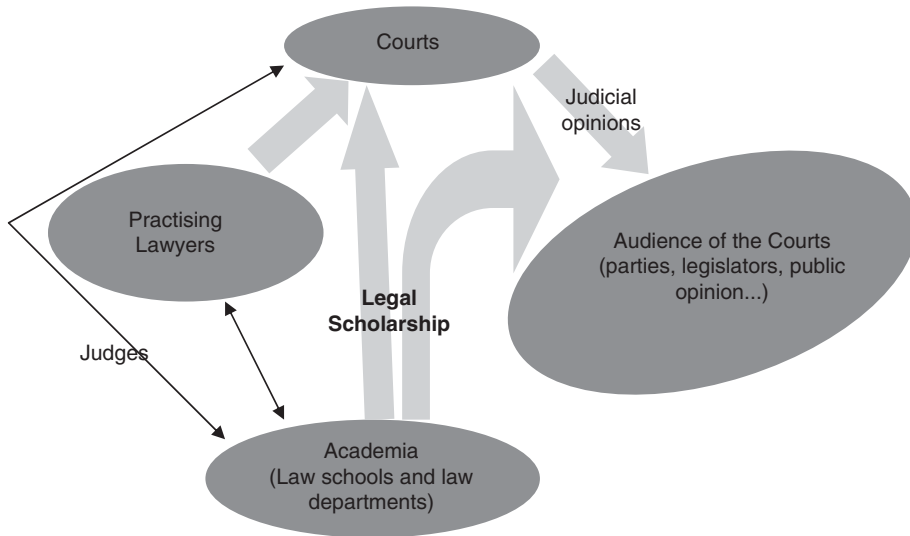 Courts
Judicial
opinions
Practising
Lawyers
Audience of the Courts
(parties, legislators, public
opinion...)
Legal
Scholarship
Judges
Academia
(Law schools and law
departments)